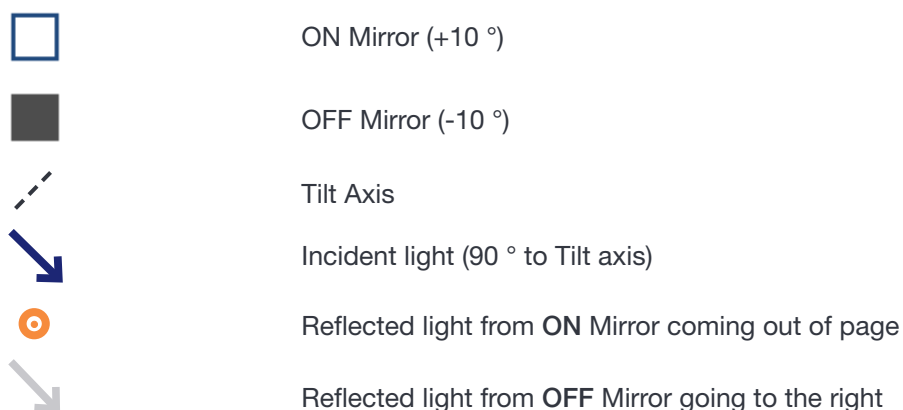 ON Mirror (+10 °)
OFF Mirror (-10 °)
Tilt Axis
Incident light (90 ° to Tilt axis)
Reflected light from ON Mirror coming out of page
Reflected light from OFF Mirror going to the right